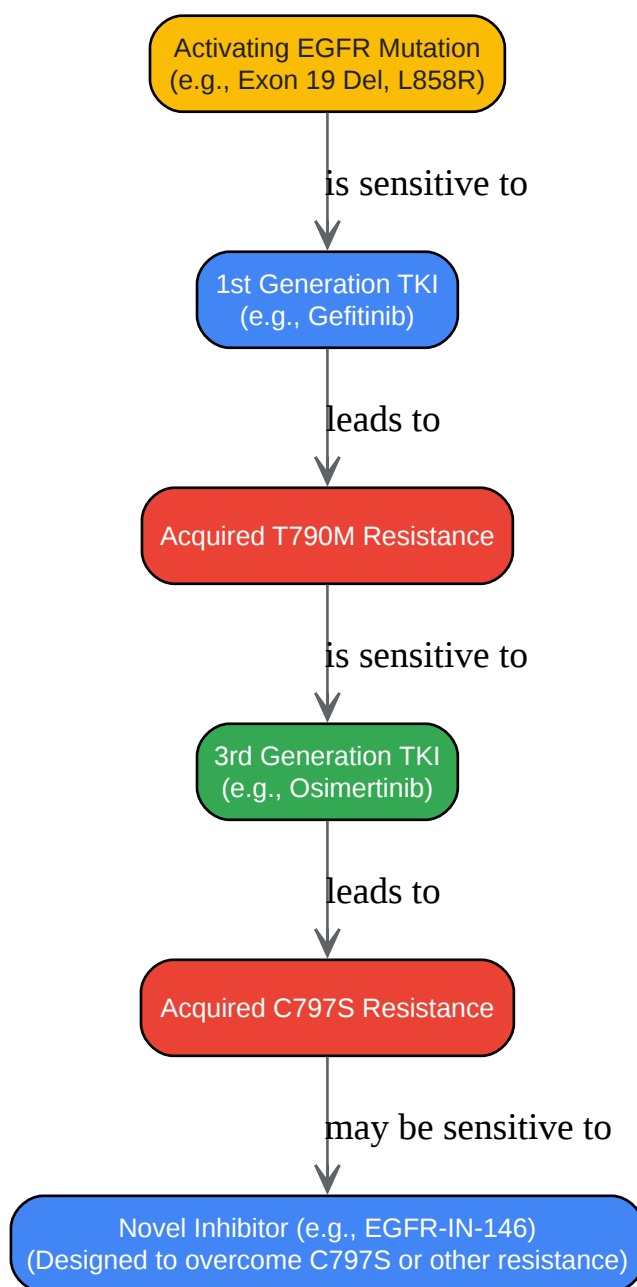 Activating EGFR Mutation
(e.g., Exon 19 Del, L858R)
is sensitive to
1st Generation TKI
(e.g., Gefitinib)
leads to
Acquired T790M Resistance
is sensitive to
3rd Generation TKI
(e.g., Osimertinib)
leads to
Acquired C797S Resistance
may be sensitive to
Novel Inhibitor (e.g., EGFR-IN-146)
(Designed to overcome C797S or other resistance)